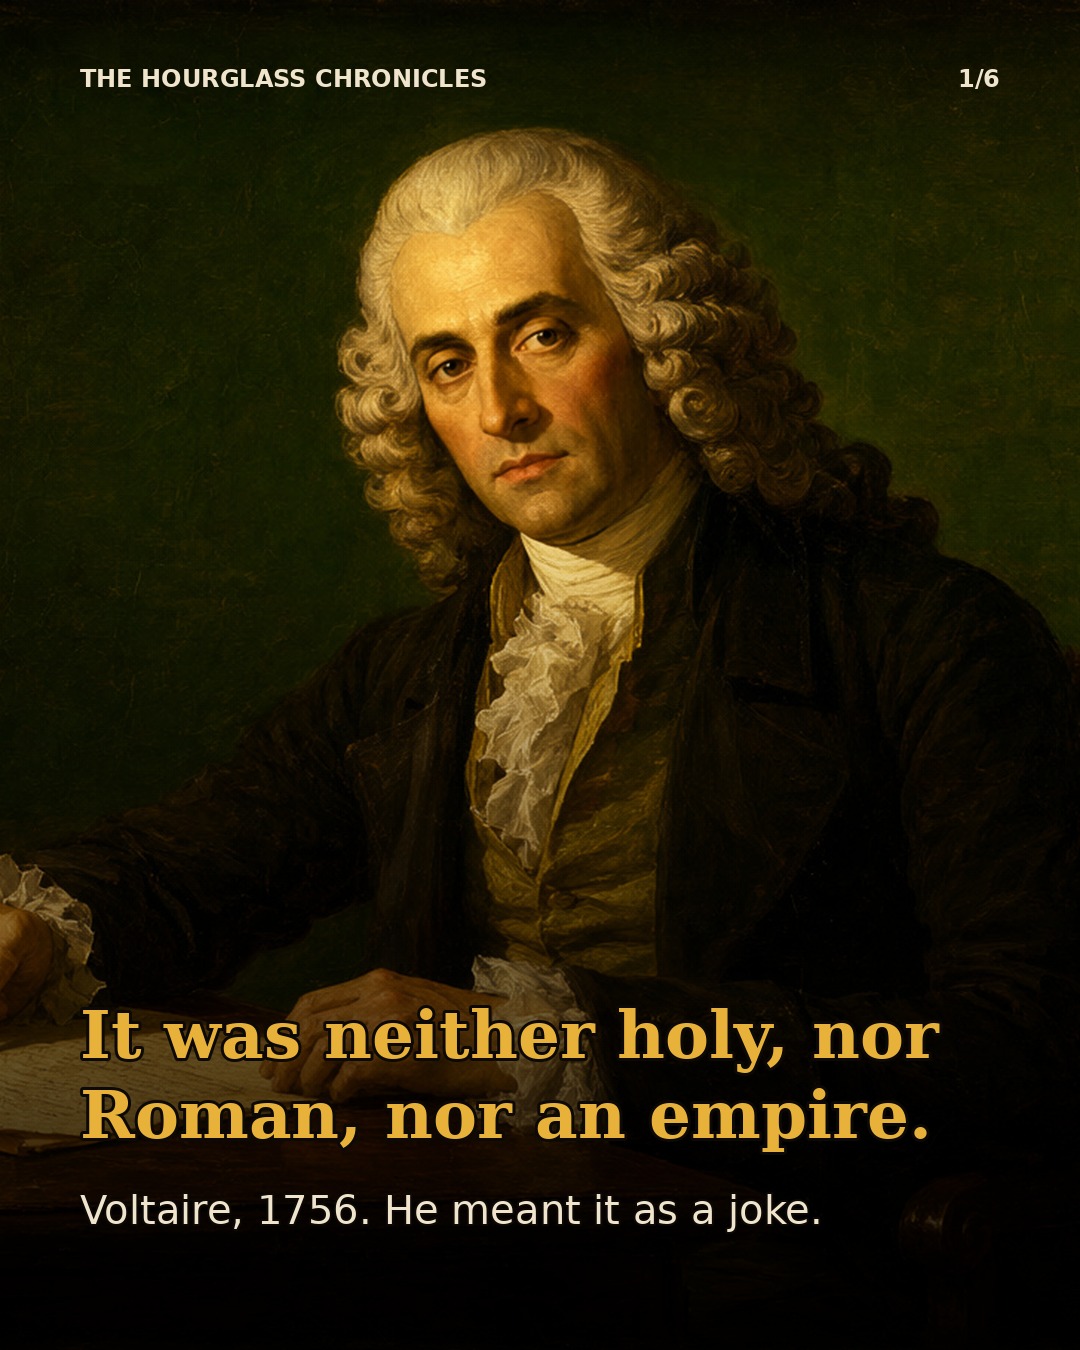 THE HOURGLASS CHRONICLES
1/6
It was neither holy, nor
Roman, nor an empire.
Voltaire, 1756. He meant it as a joke.